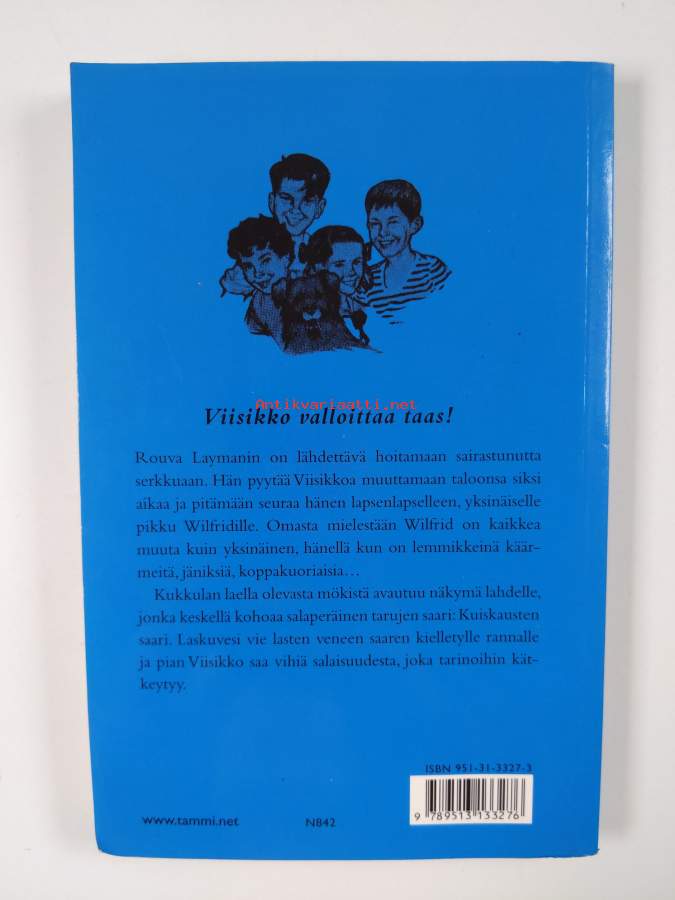 Antikvariaatti.net
Viisikko valloittaa taas!
Rouva Laymanin on lähdettävä hoitamaan sairastunutta
serkkuaan. Hän pyytää Viisikkoa muuttamaan taloonsa siksi
aikaa ja pitämään seuraa hänen lapsenlapselleen, yksinäiselle
pikku Wilfridille. Omasta mielestään Wilfrid on kaikkea
muuta kuin yksinäinen, hänellä kun on lemmikkeinä käär-
meitä, jäniksiä, koppakuoriaisia...
Kukkulan laella olevasta mökistä avautuu näkymä lahdelle,
jonka keskellä kohoaa salaperäinen tarujen saari: Kuiskausten
saari. Laskuvesi vie lasten veneen saaren kielletylle rannalle
ja pian Viisikko saa vihiä salaisuudesta, joka tarinoihin kät-
keytyy.
ISBN 951-31-3327-3
9 789513 133276
www.tammi.net
N842